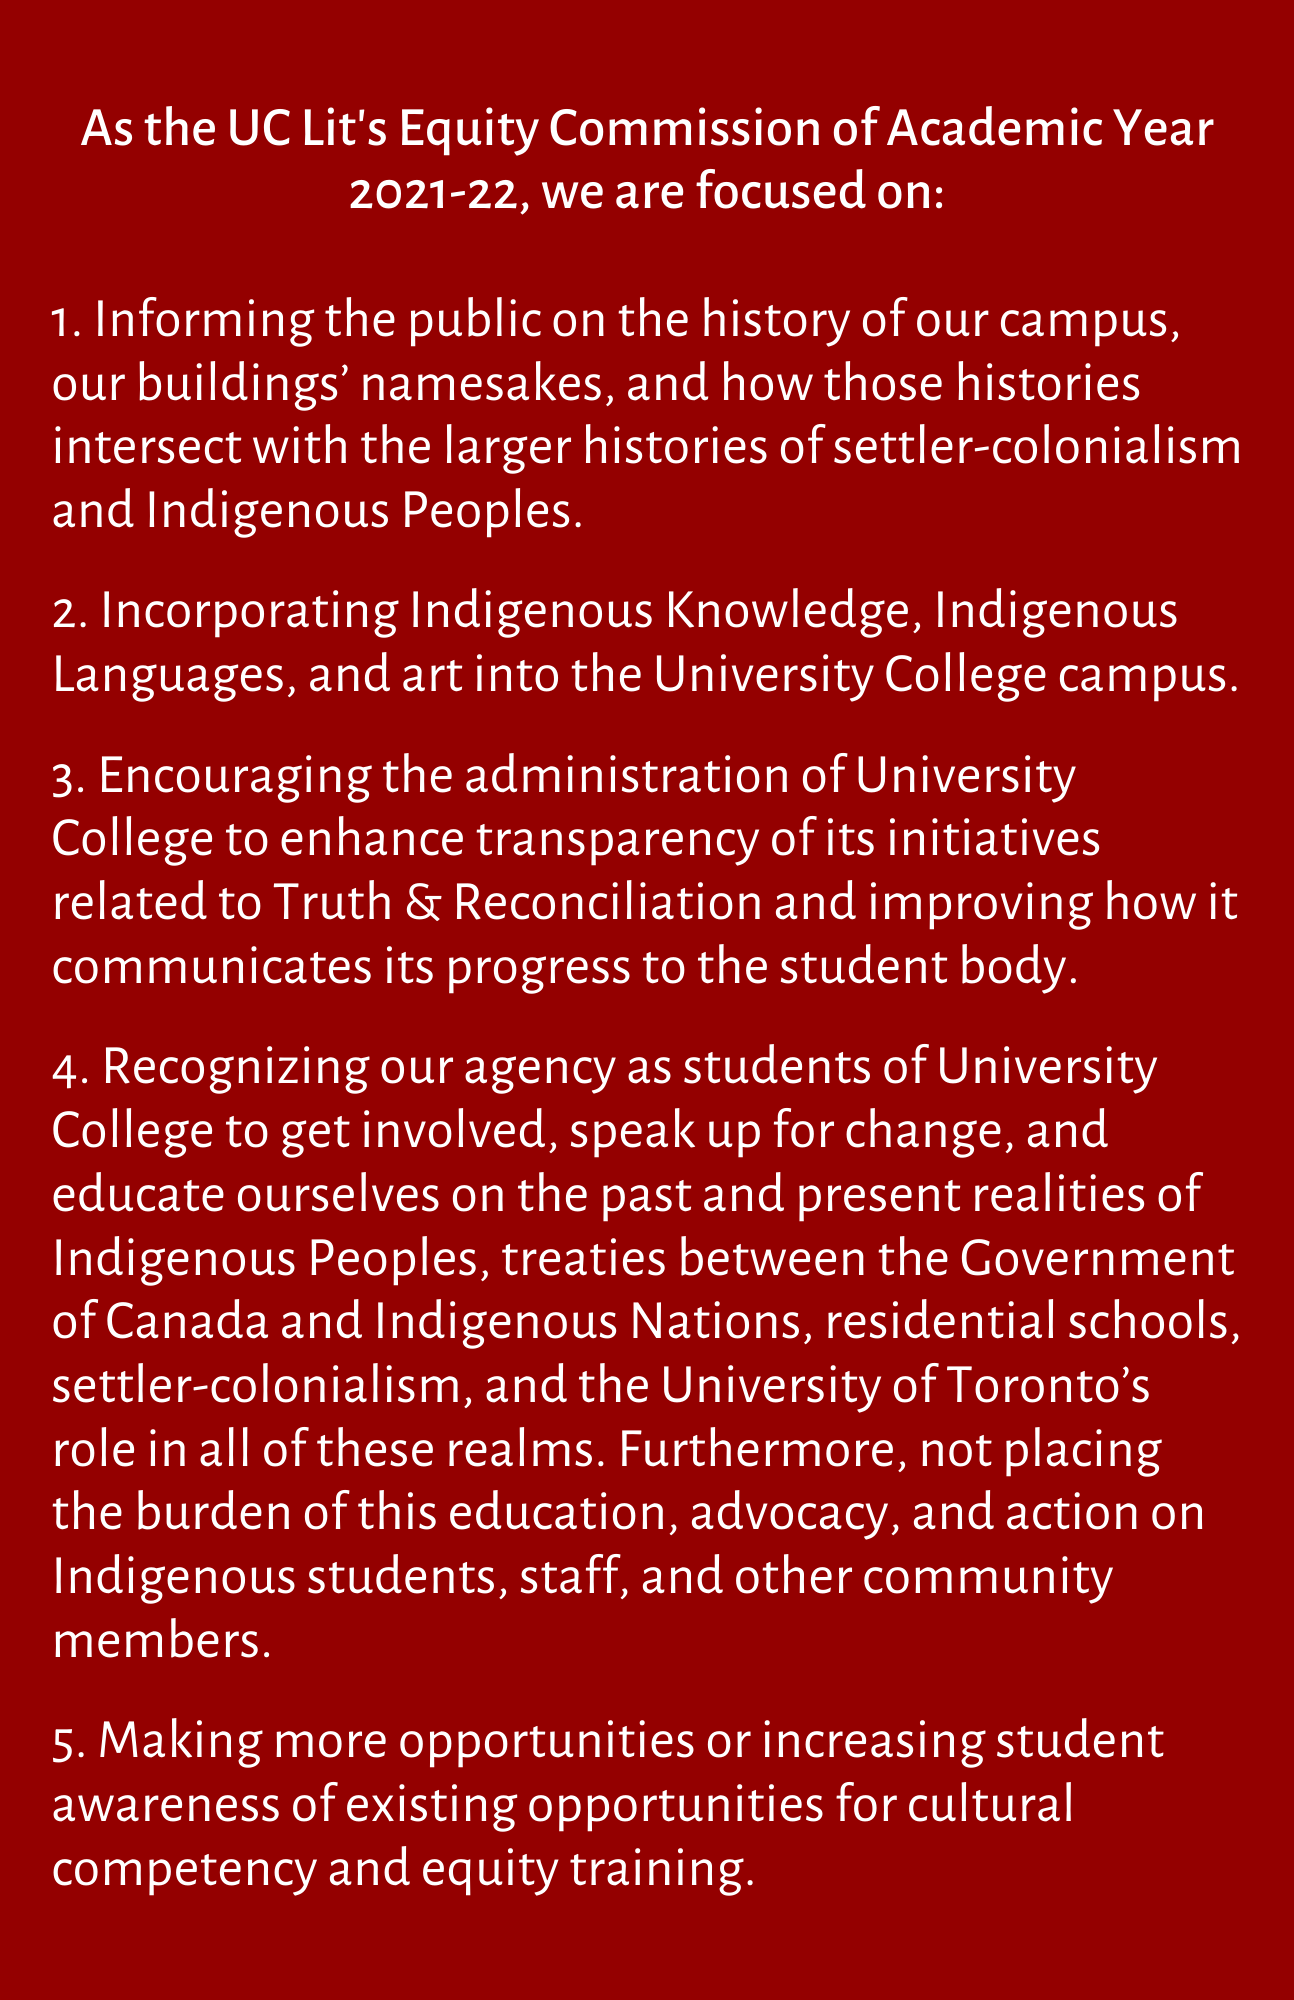 As the UC Lit's Equity Commission of Academic Year
2021-22, we are focused on:
1. Informing the public on the history of our campus,
our buildings’ namesakes, and how those histories
intersect with the larger histories of settler-colonialism
and Indigenous Peoples.
2. Incorporating Indigenous Knowledge, Indigenous
Languages, and art into the University College campus.
3. Encouraging the administration of University
College to enhance transparency of its initiatives
related to Truth & Reconciliation and improving how it
communicates its progress to the student body.
4. Recognizing our agency as students of University
College to get involved, speak up for change, and
educate ourselves on the past and present realities of
Indigenous Peoples, treaties between the Government
of Canada and Indigenous Nations, residential schools,
settler-colonialism, and the University of Toronto’s
role in all of these realms. Furthermore, not placing
the burden of this education, advocacy, and action on
Indigenous students, staff, and other community
members.
5. Making more opportunities or increasing student
awareness of existing opportunities for cultural
competency and equity training.